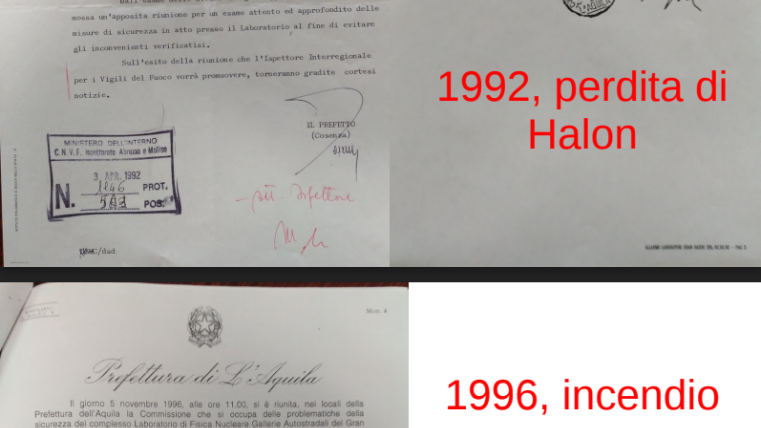 mossa un'apposita riunione per un esame attento ed approfondito delle
misure di sicurezza in atto presso il Laboratorio al fine di evitare
gli inconvenienti verificatisi.
Sull'esito della riunione che l'Ispettore Interregionale
per i Vigili del Fuoco vorrà promuovere, torneranno gradite cortesi
notizie.
IL PREFETTO
(Cosenza)
MINISTERO DELL'INTERNO
C.N.V.F. Ispettorato Abruzzo e Molise
3 APR. 1992
N. 1146 PROT.
POS.
1992, perdita di
Halon
Mod. 4
Prefettura di L'Aquila
Il giorno 5 novembre 1996, alle ore 11.00, si è riunita, nei locali della
Prefettura dell'Aquila la Commissione che si occupa delle problematiche della
sicurezza del complesso Laboratorio di Fisica Nucleare Gallerie Autostradali del Gran
1996, incendio